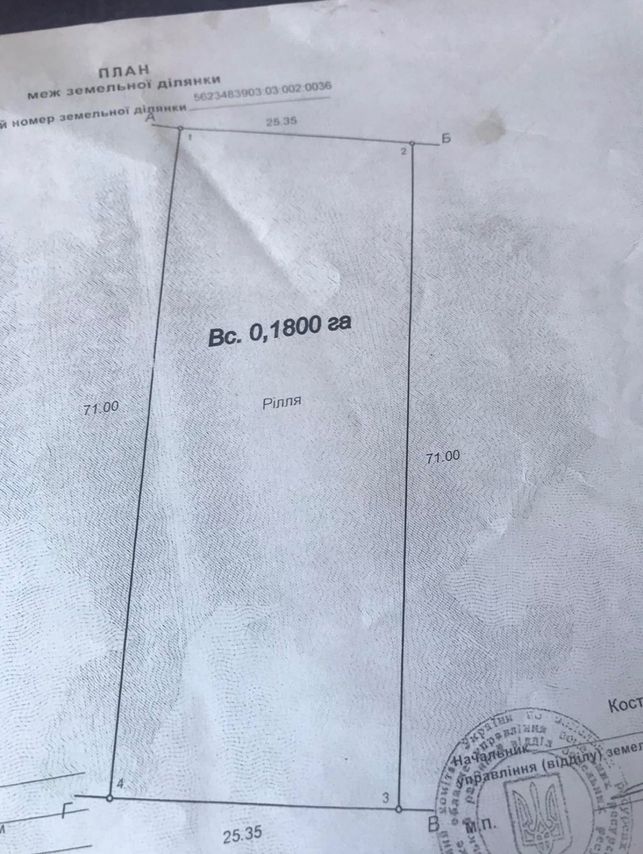 ПЛАН
меж земельної ділянки
й номер земельної ділянки 5623483903:03:002:0036
А
1
25.35
2
Б
Вс. 0,1800 га
Рілля
71.00
71.00
4
3
Г
В
25.35
Кост
Начальник
управління (відділу) земел
М.П.